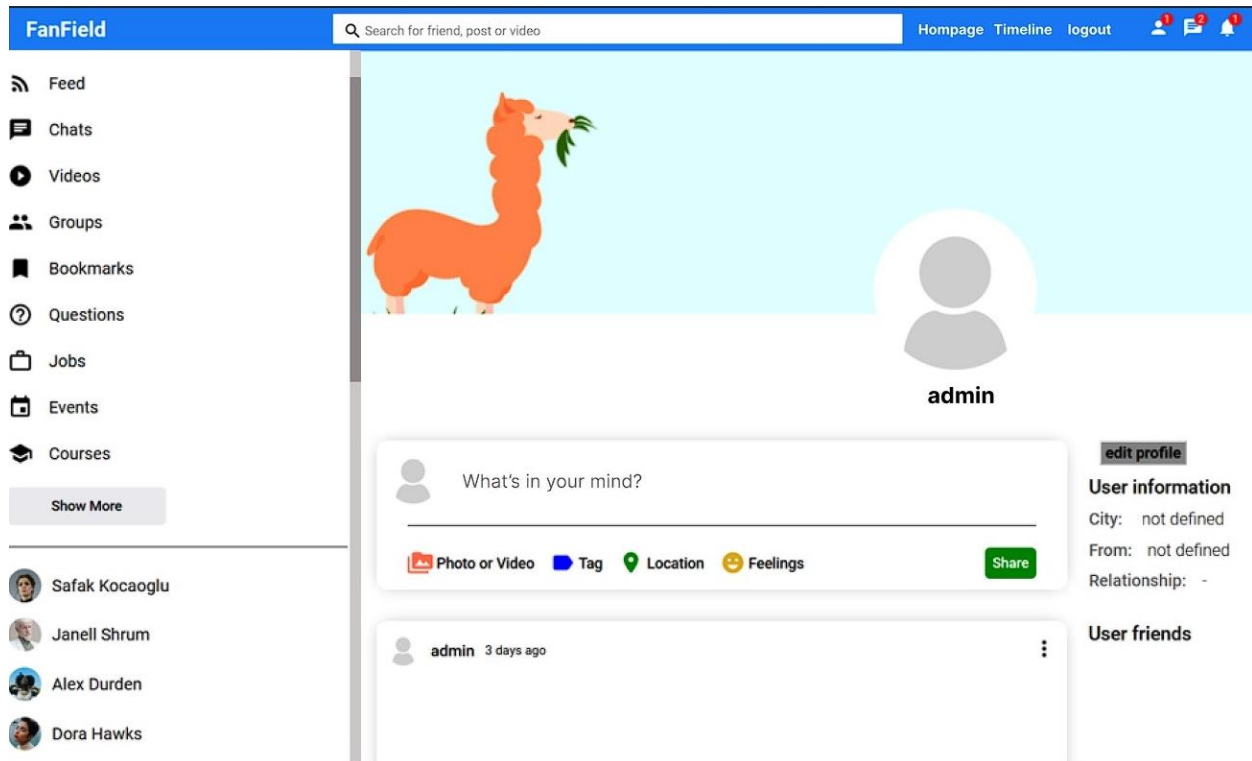 FanField
Search for friend, post or video
Hompage Timeline logout
1 2 1
Feed
Chats
Videos
Groups
Bookmarks
Questions
Jobs
Events
Courses
Show More
Safak Kocaoglu
Janell Shrum
Alex Durden
Dora Hawks
admin
What's in your mind?
Photo or Video Tag Location Feelings Share
admin 3 days ago
edit profile
User information
City: not defined
From: not defined
Relationship: -
User friends